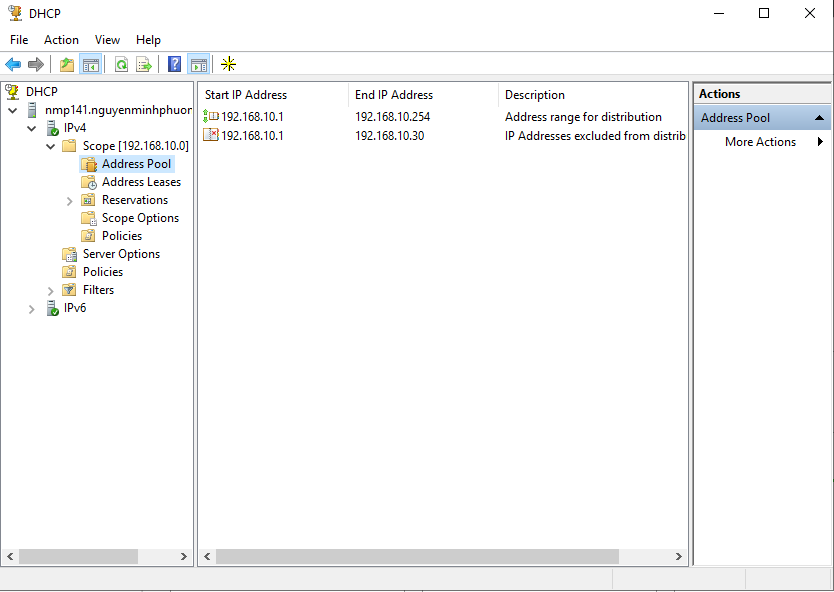 DHCP
File Action View Help
DHCP
nmp141.nguyenminhphuor
IPv4
Scope [192.168.10.0]
Address Pool
Address Leases
Reservations
Scope Options
Policies
Server Options
Policies
Filters
IPv6
Start IP Address End IP Address Description
192.168.10.1 192.168.10.254 Address range for distribution
192.168.10.1 192.168.10.30 IP Addresses excluded from distrib
Actions
Address Pool
More Actions